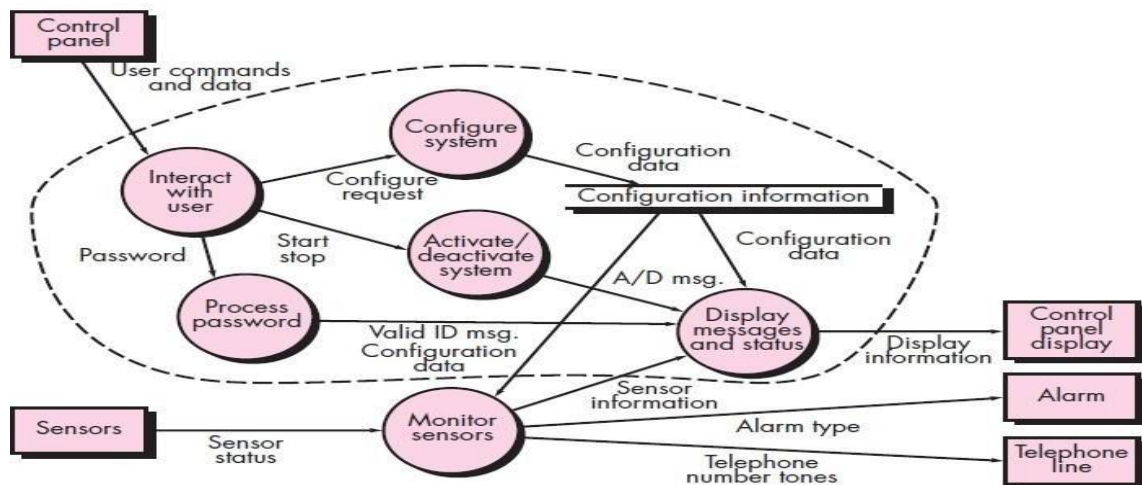 Control
panel
User commands
and data
Configure
system
Configuration
data
Interact
with
user
Configure
request
Configuration information
Password
Start
stop
Activate/
deactivate
system
A/D msg.
Configuration
data
Process
password
Valid ID msg.
Configuration
data
Display
messages
and status
Display
information
Control
panel
display
Sensors
Sensor
status
Monitor
sensors
Sensor
information
Alarm type
Alarm
Telephone
number tones
Telephone
line